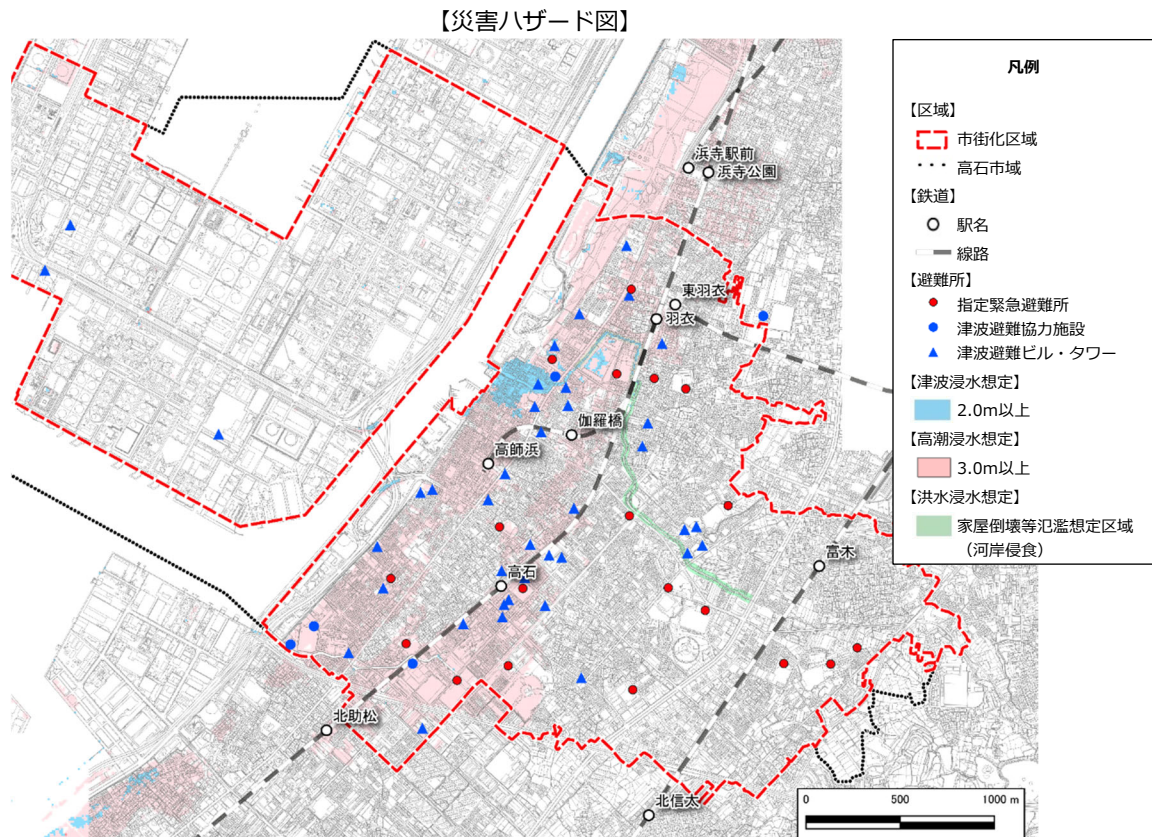 【災害ハザード図】
凡例
【区域】
市街化区域
高石市域
【鉄道】
駅名
線路
【避難所】
指定緊急避難所
津波避難協力施設
津波避難ビル・タワー
【津波浸水想定】
2.0m以上
【高潮浸水想定】
3.0m以上
【洪水浸水想定】
家屋倒壊等氾濫想定区域
（河岸侵食）
浜寺駅前
浜寺公園
東羽衣
羽衣
伽羅橋
高師浜
高石
富木
北助松
北信太
0 500 1000 m